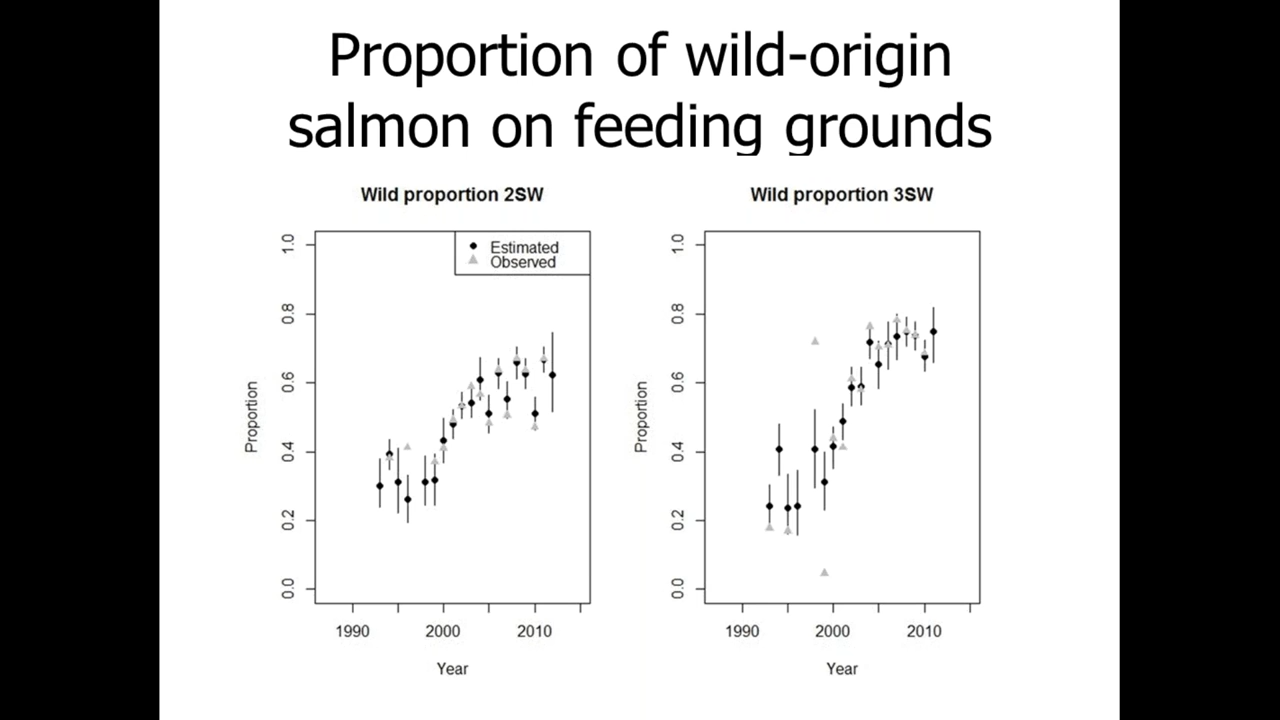 Proportion of wild-origin
salmon on feeding grounds
Wild proportion 2SW
Estimated
Observed
1.0
0.8
0.6
0.4
0.2
0.0
Proportion
1990 2000 2010
Year
Wild proportion 3SW
1.0
0.8
0.6
0.4
0.2
0.0
Proportion
1990 2000 2010
Year